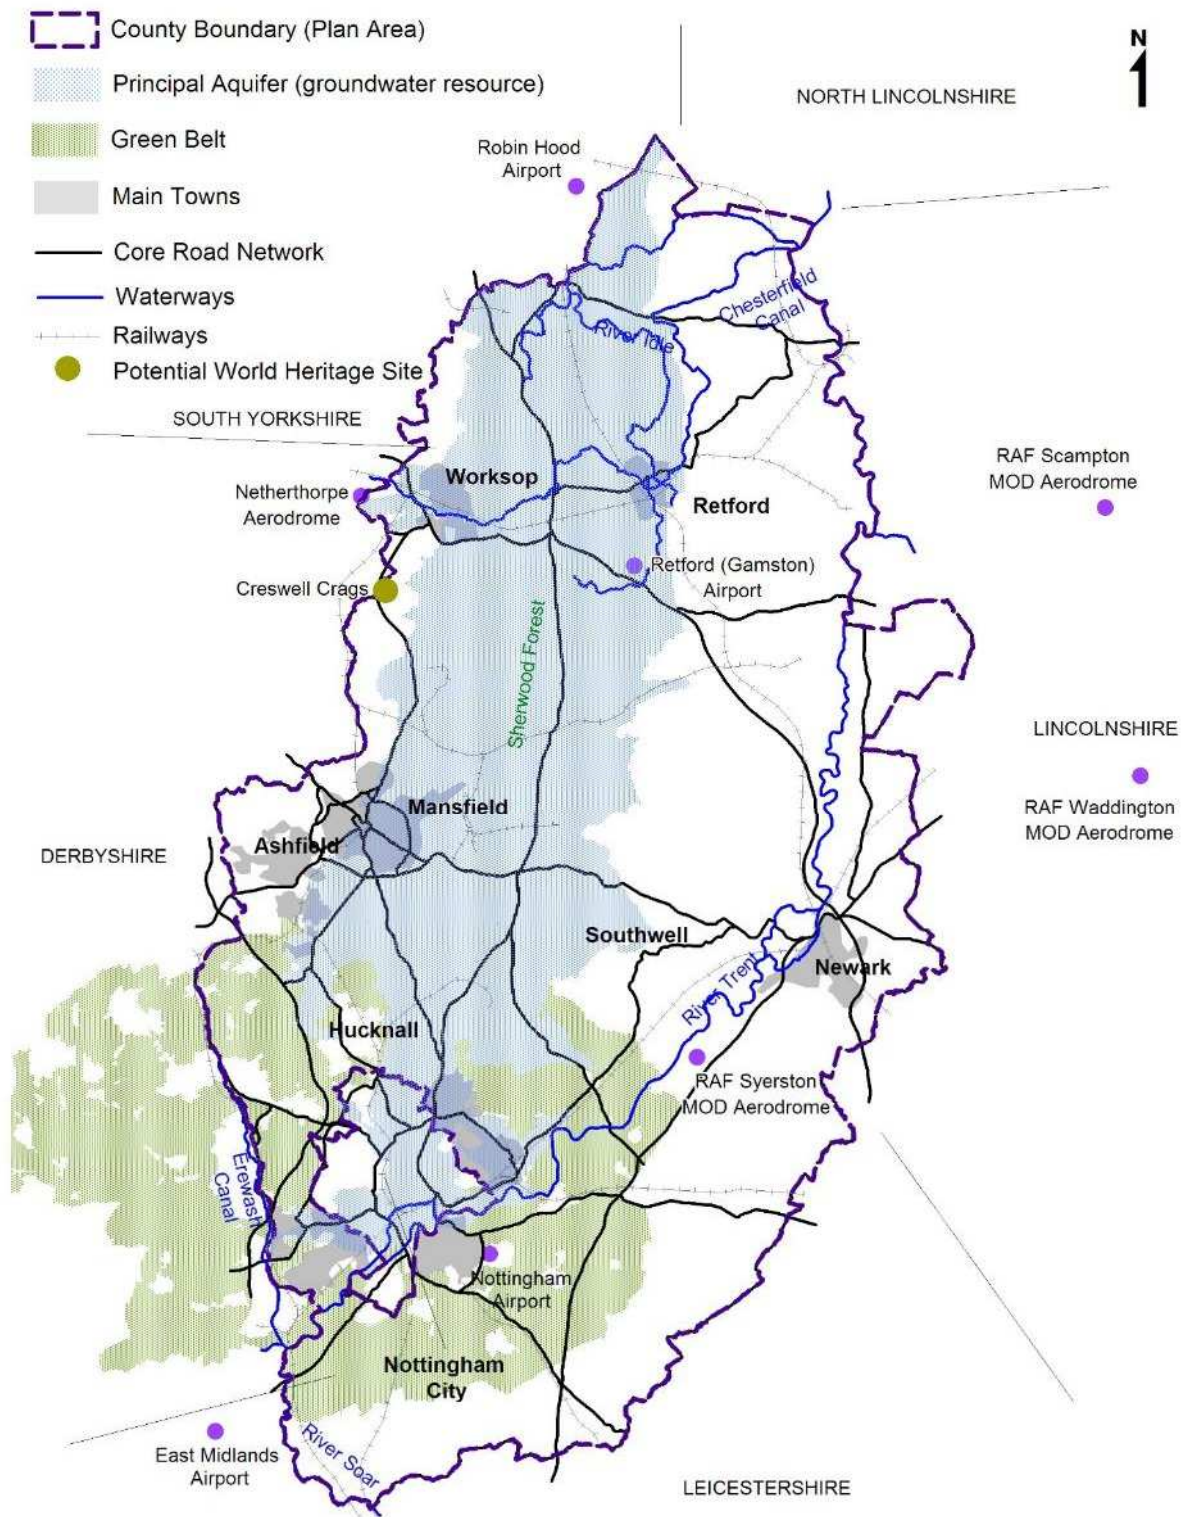 County Boundary (Plan Area)
Principal Aquifer (groundwater resource)
Green Belt
Main Towns
Core Road Network
Waterways
Railways
Potential World Heritage Site
N
NORTH LINCOLNSHIRE
Robin Hood
Airport
Chesterfield
Canal
River Idle
SOUTH YORKSHIRE
Worksop
Retford
RAF Scampton
MOD Aerodrome
Netherthorpe
Aerodrome
Retford (Gamston)
Airport
Creswell Crags
Sherwood Forest
LINCOLNSHIRE
RAF Waddington
MOD Aerodrome
Mansfield
Ashfield
DERBYSHIRE
Southwell
Newark
River Trent
Hucknall
RAF Syerston
MOD Aerodrome
Erewash
Canal
Nottingham
Airport
Nottingham
City
East Midlands
Airport
River Soar
LEICESTERSHIRE